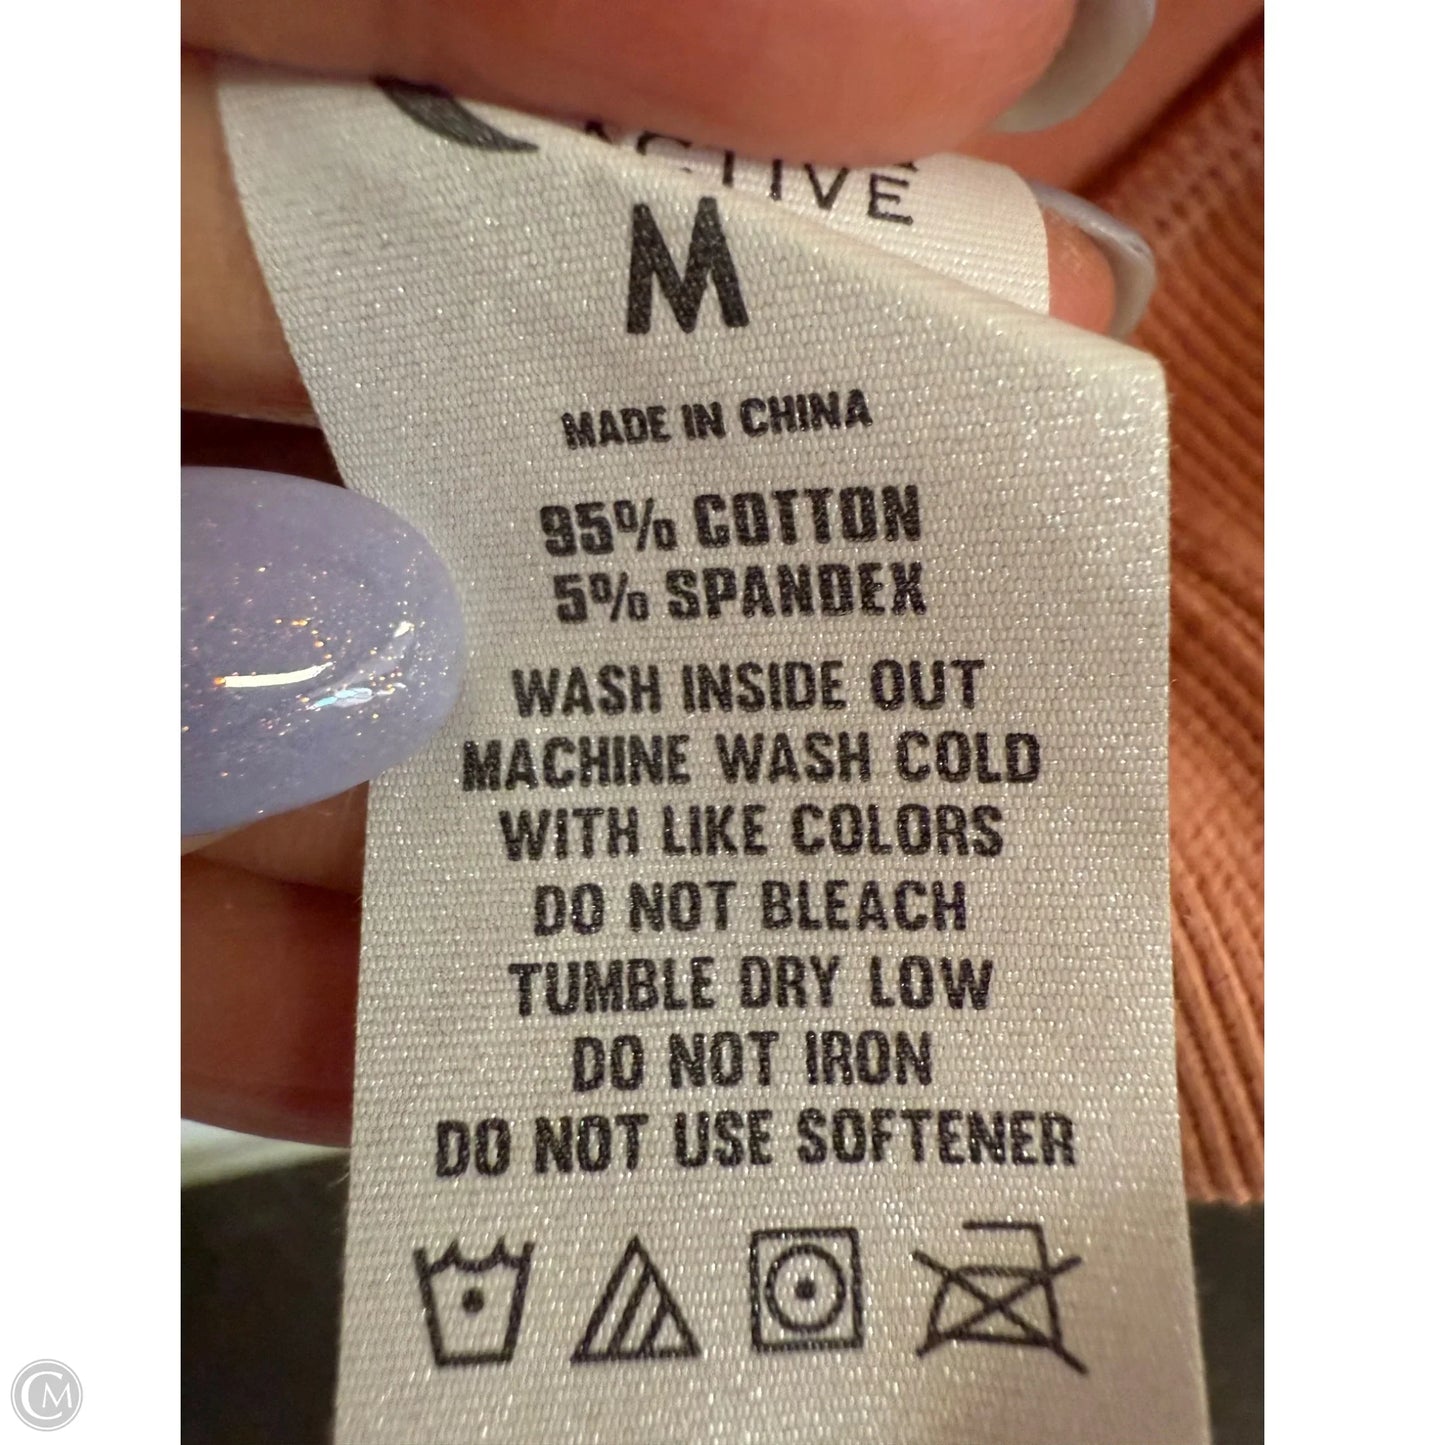 ACTIVE
M
MADE IN CHINA
95% COTTON
5% SPANDEX
WASH INSIDE OUT
MACHINE WASH COLD
WITH LIKE COLORS
DO NOT BLEACH
TUMBLE DRY LOW
DO NOT IRON
DO NOT USE SOFTENER
CM